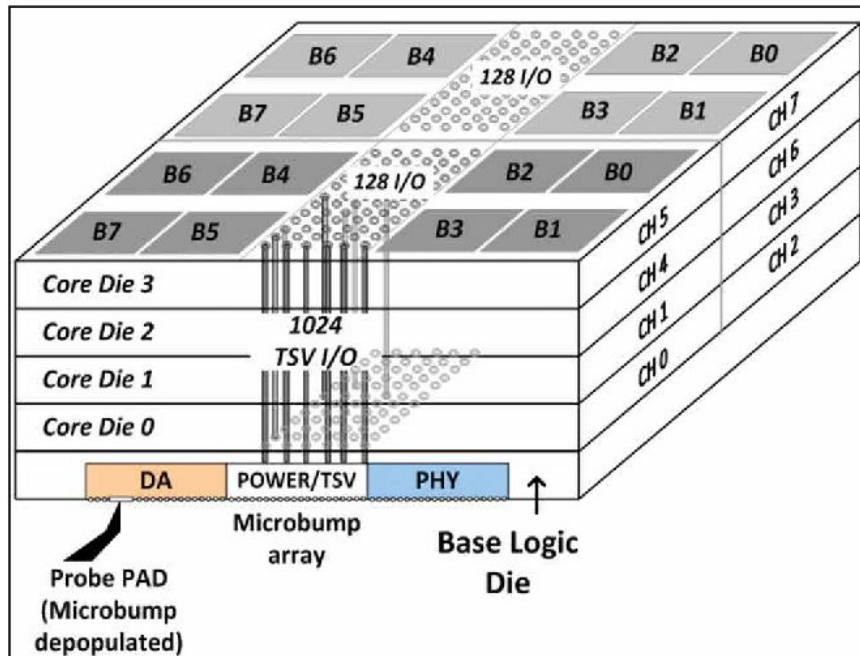 B6 B4 128 I/O B2 B0
B7 B5 B3 B1
B6 B4 128 I/O B2 B0
B7 B5 B3 B1
CH 7
CH 6
CH 3
CH 2
CH 5
CH 4
CH 1
CH 0
Core Die 3
Core Die 2
Core Die 1
Core Die 0
1024
TSV I/O
DA POWER/TSV PHY
Microbump
array
Base Logic
Die
Probe PAD
(Microbump
depopulated)